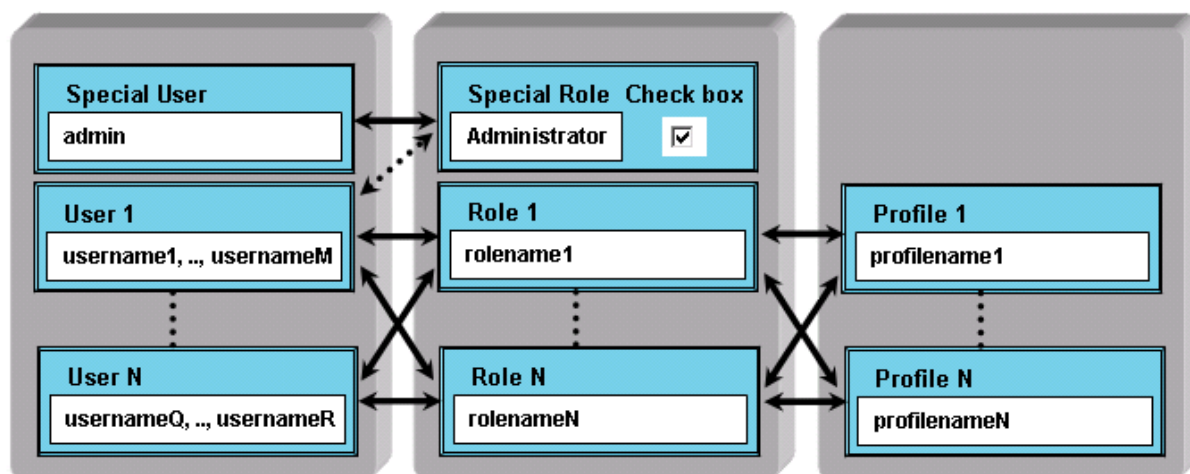 Special User
admin
User 1
username1, .., usernameM
User N
usernameQ, .., usernameR
Special Role Check box
Administrator
Role 1
rolename1
Role N
rolenameN
Profile 1
profilename1
Profile N
profilenameN